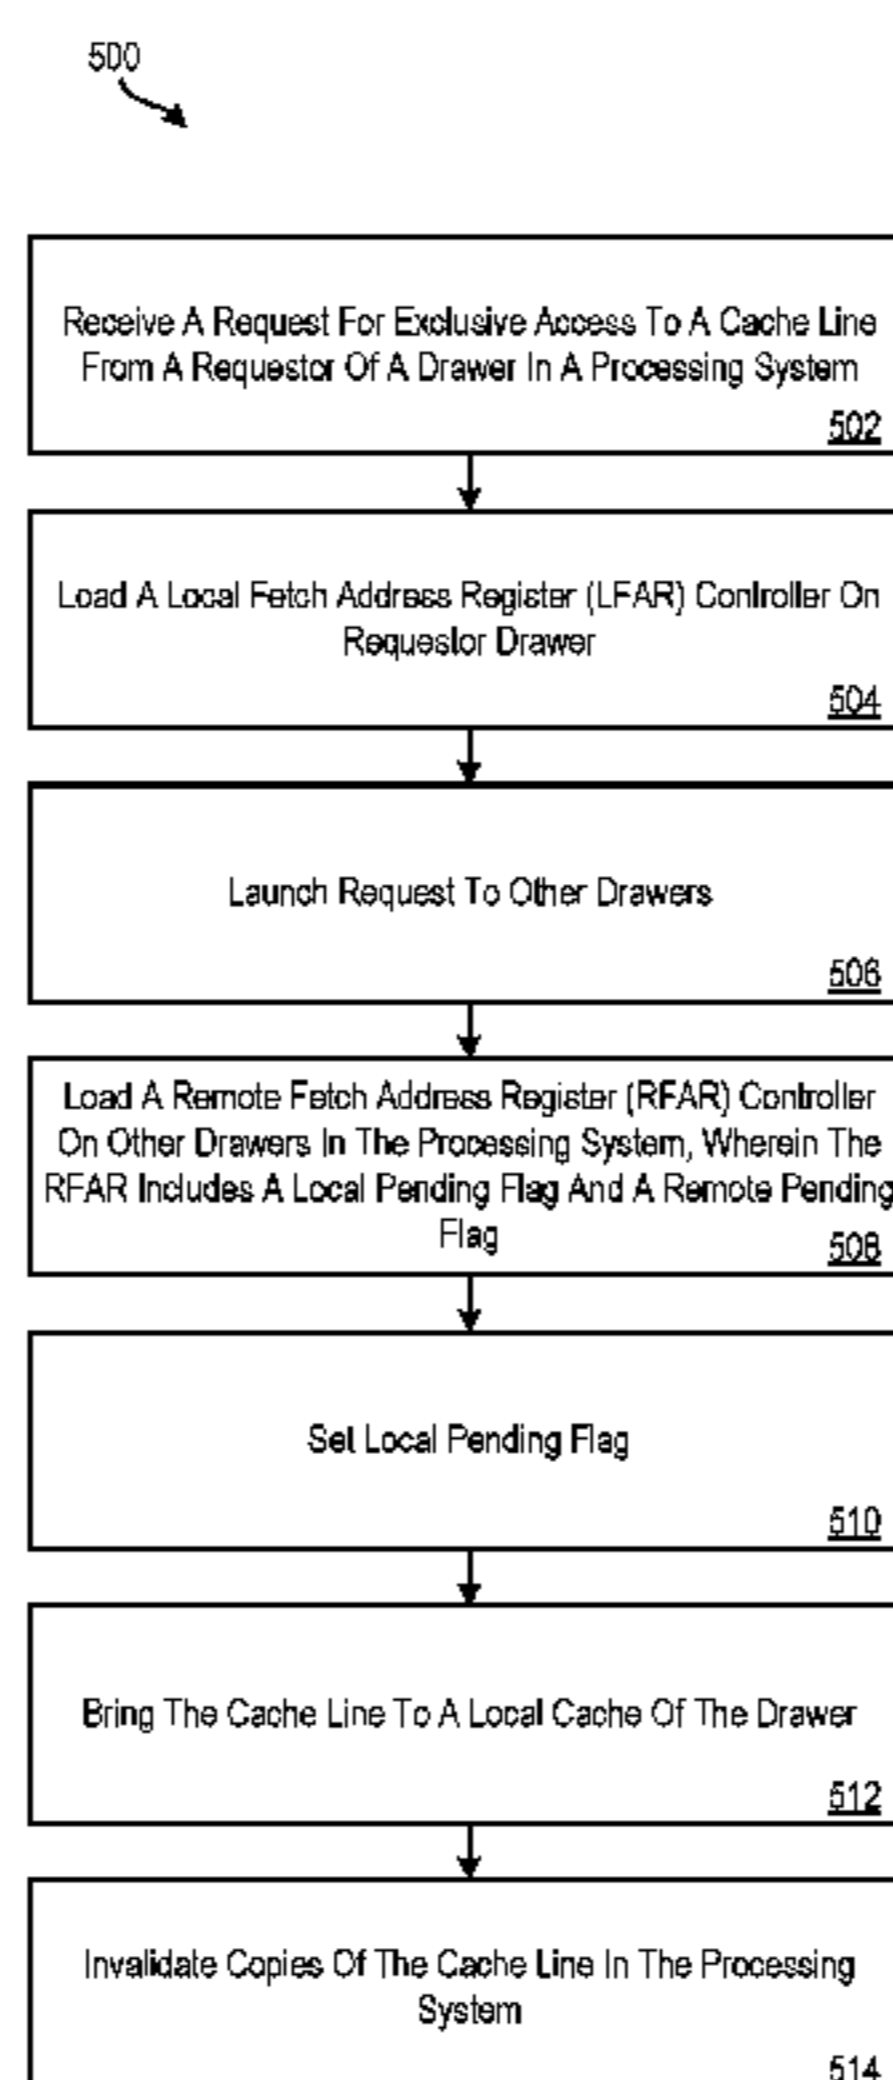 500
Receive A Request For Exclusive Access To A Cache Line
From A Requestor Of A Drawer In A Processing System
502
Load A Local Fetch Address Register (LFAR) Controller On
Requestor Drawer
504
Launch Request To Other Drawers
506
Load A Remote Fetch Address Register (RFAR) Controller
On Other Drawers In The Processing System, Wherein The
RFAR Includes A Local Pending Flag And A Remote Pending
Flag
508
Set Local Pending Flag
510
Bring The Cache Line To A Local Cache Of The Drawer
512
Invalidate Copies Of The Cache Line In The Processing
System
514